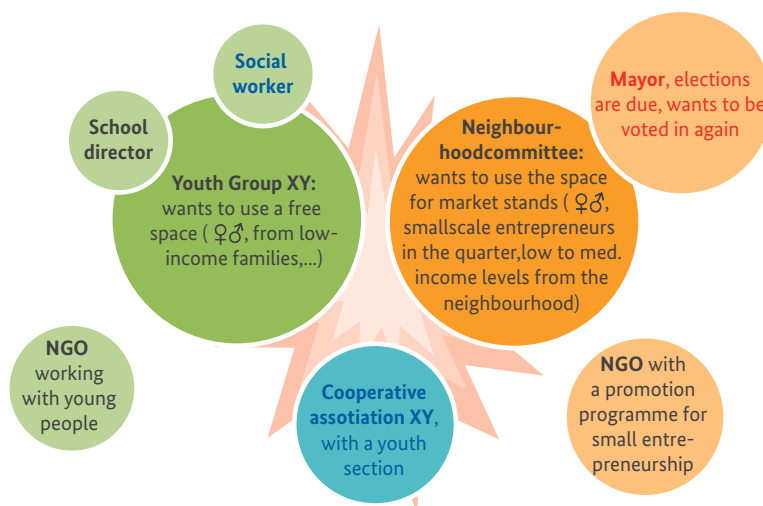 Social
worker
School
director
Youth Group XY:
wants to use a free
space ( ♀♂, from low-
income families,...)
Neighbour-
hoodcommittee:
wants to use the space
for market stands ( ♀♂,
smallscale entrepreneurs
in the quarter,low to med.
income levels from the
neighbourhood)
Mayor, elections
are due, wants to be
voted in again
NGO
working
with young
people
Cooperative
assotiation XY,
with a youth
section
NGO with
a promotion
programme for
small entre-
preneurship